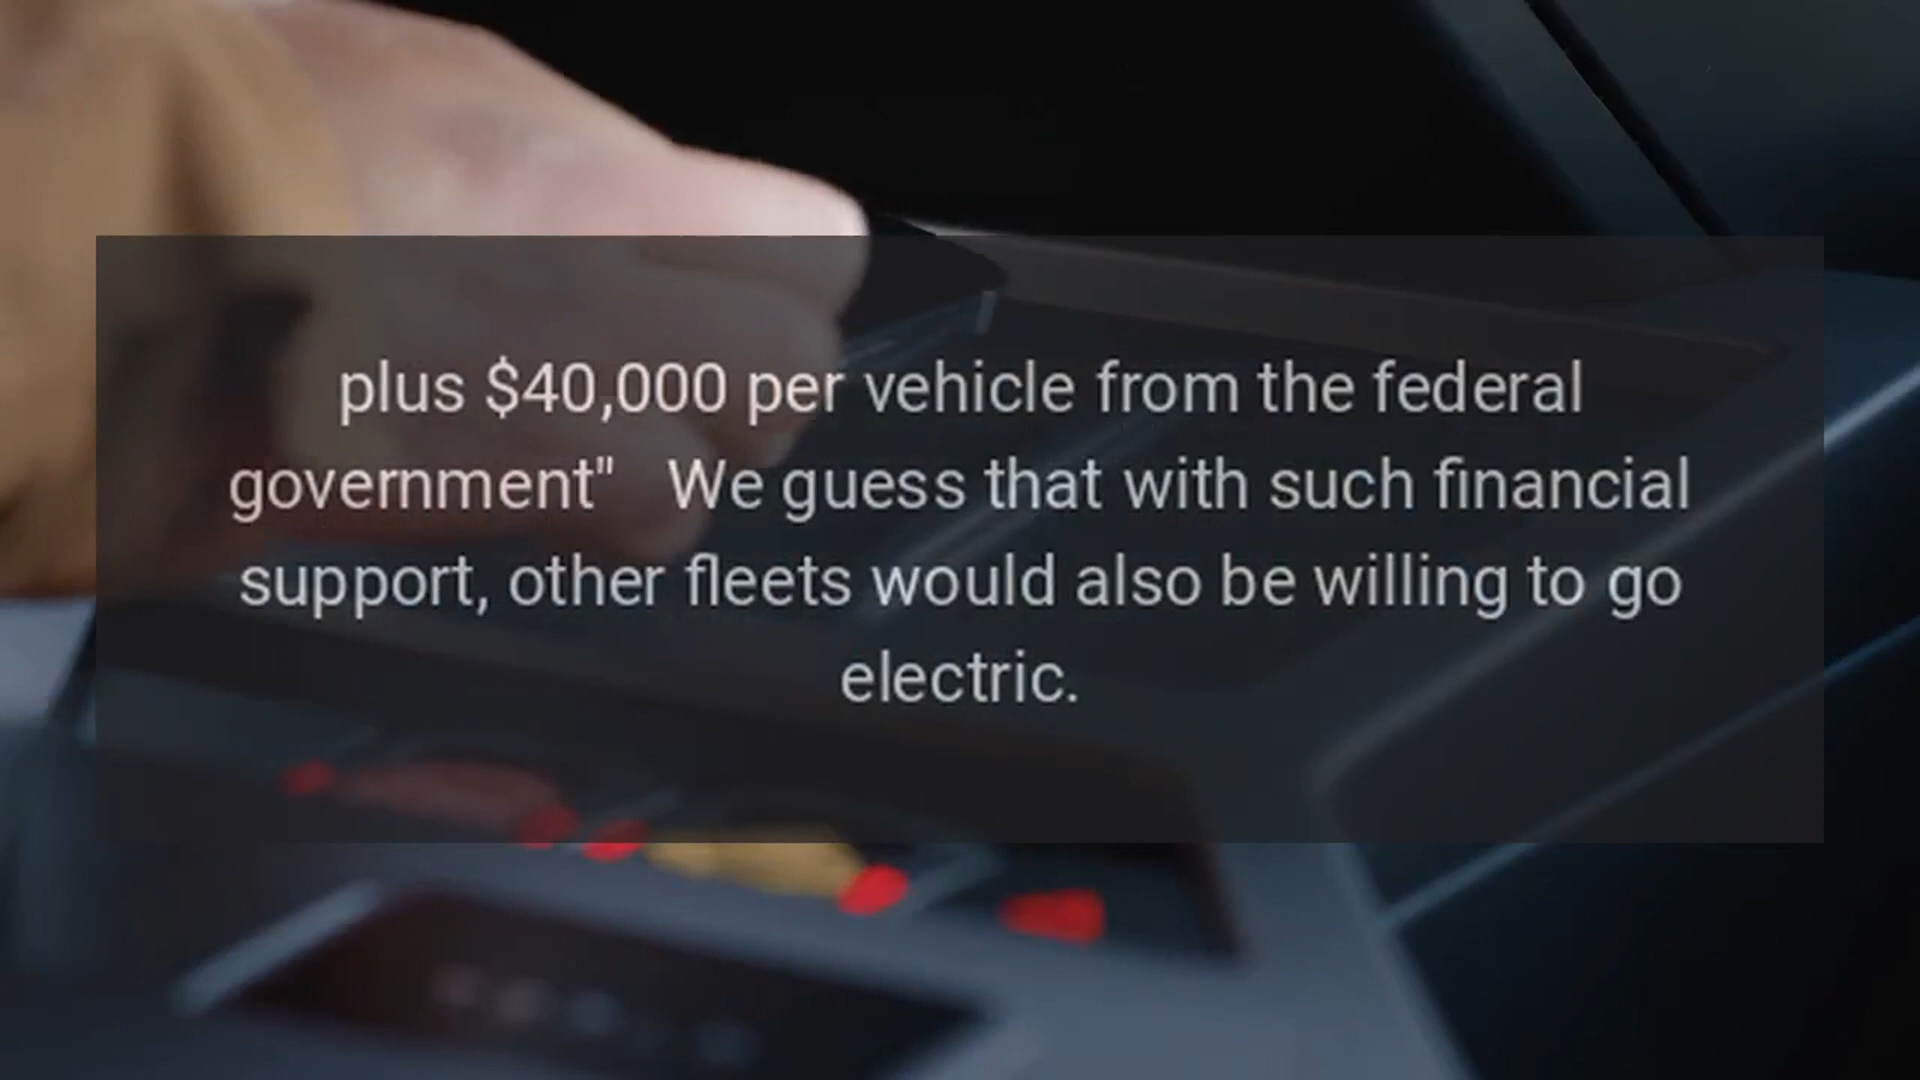 plus $40,000 per vehicle from the federal
government"   We guess that with such financial
support, other fleets would also be willing to go
electric.